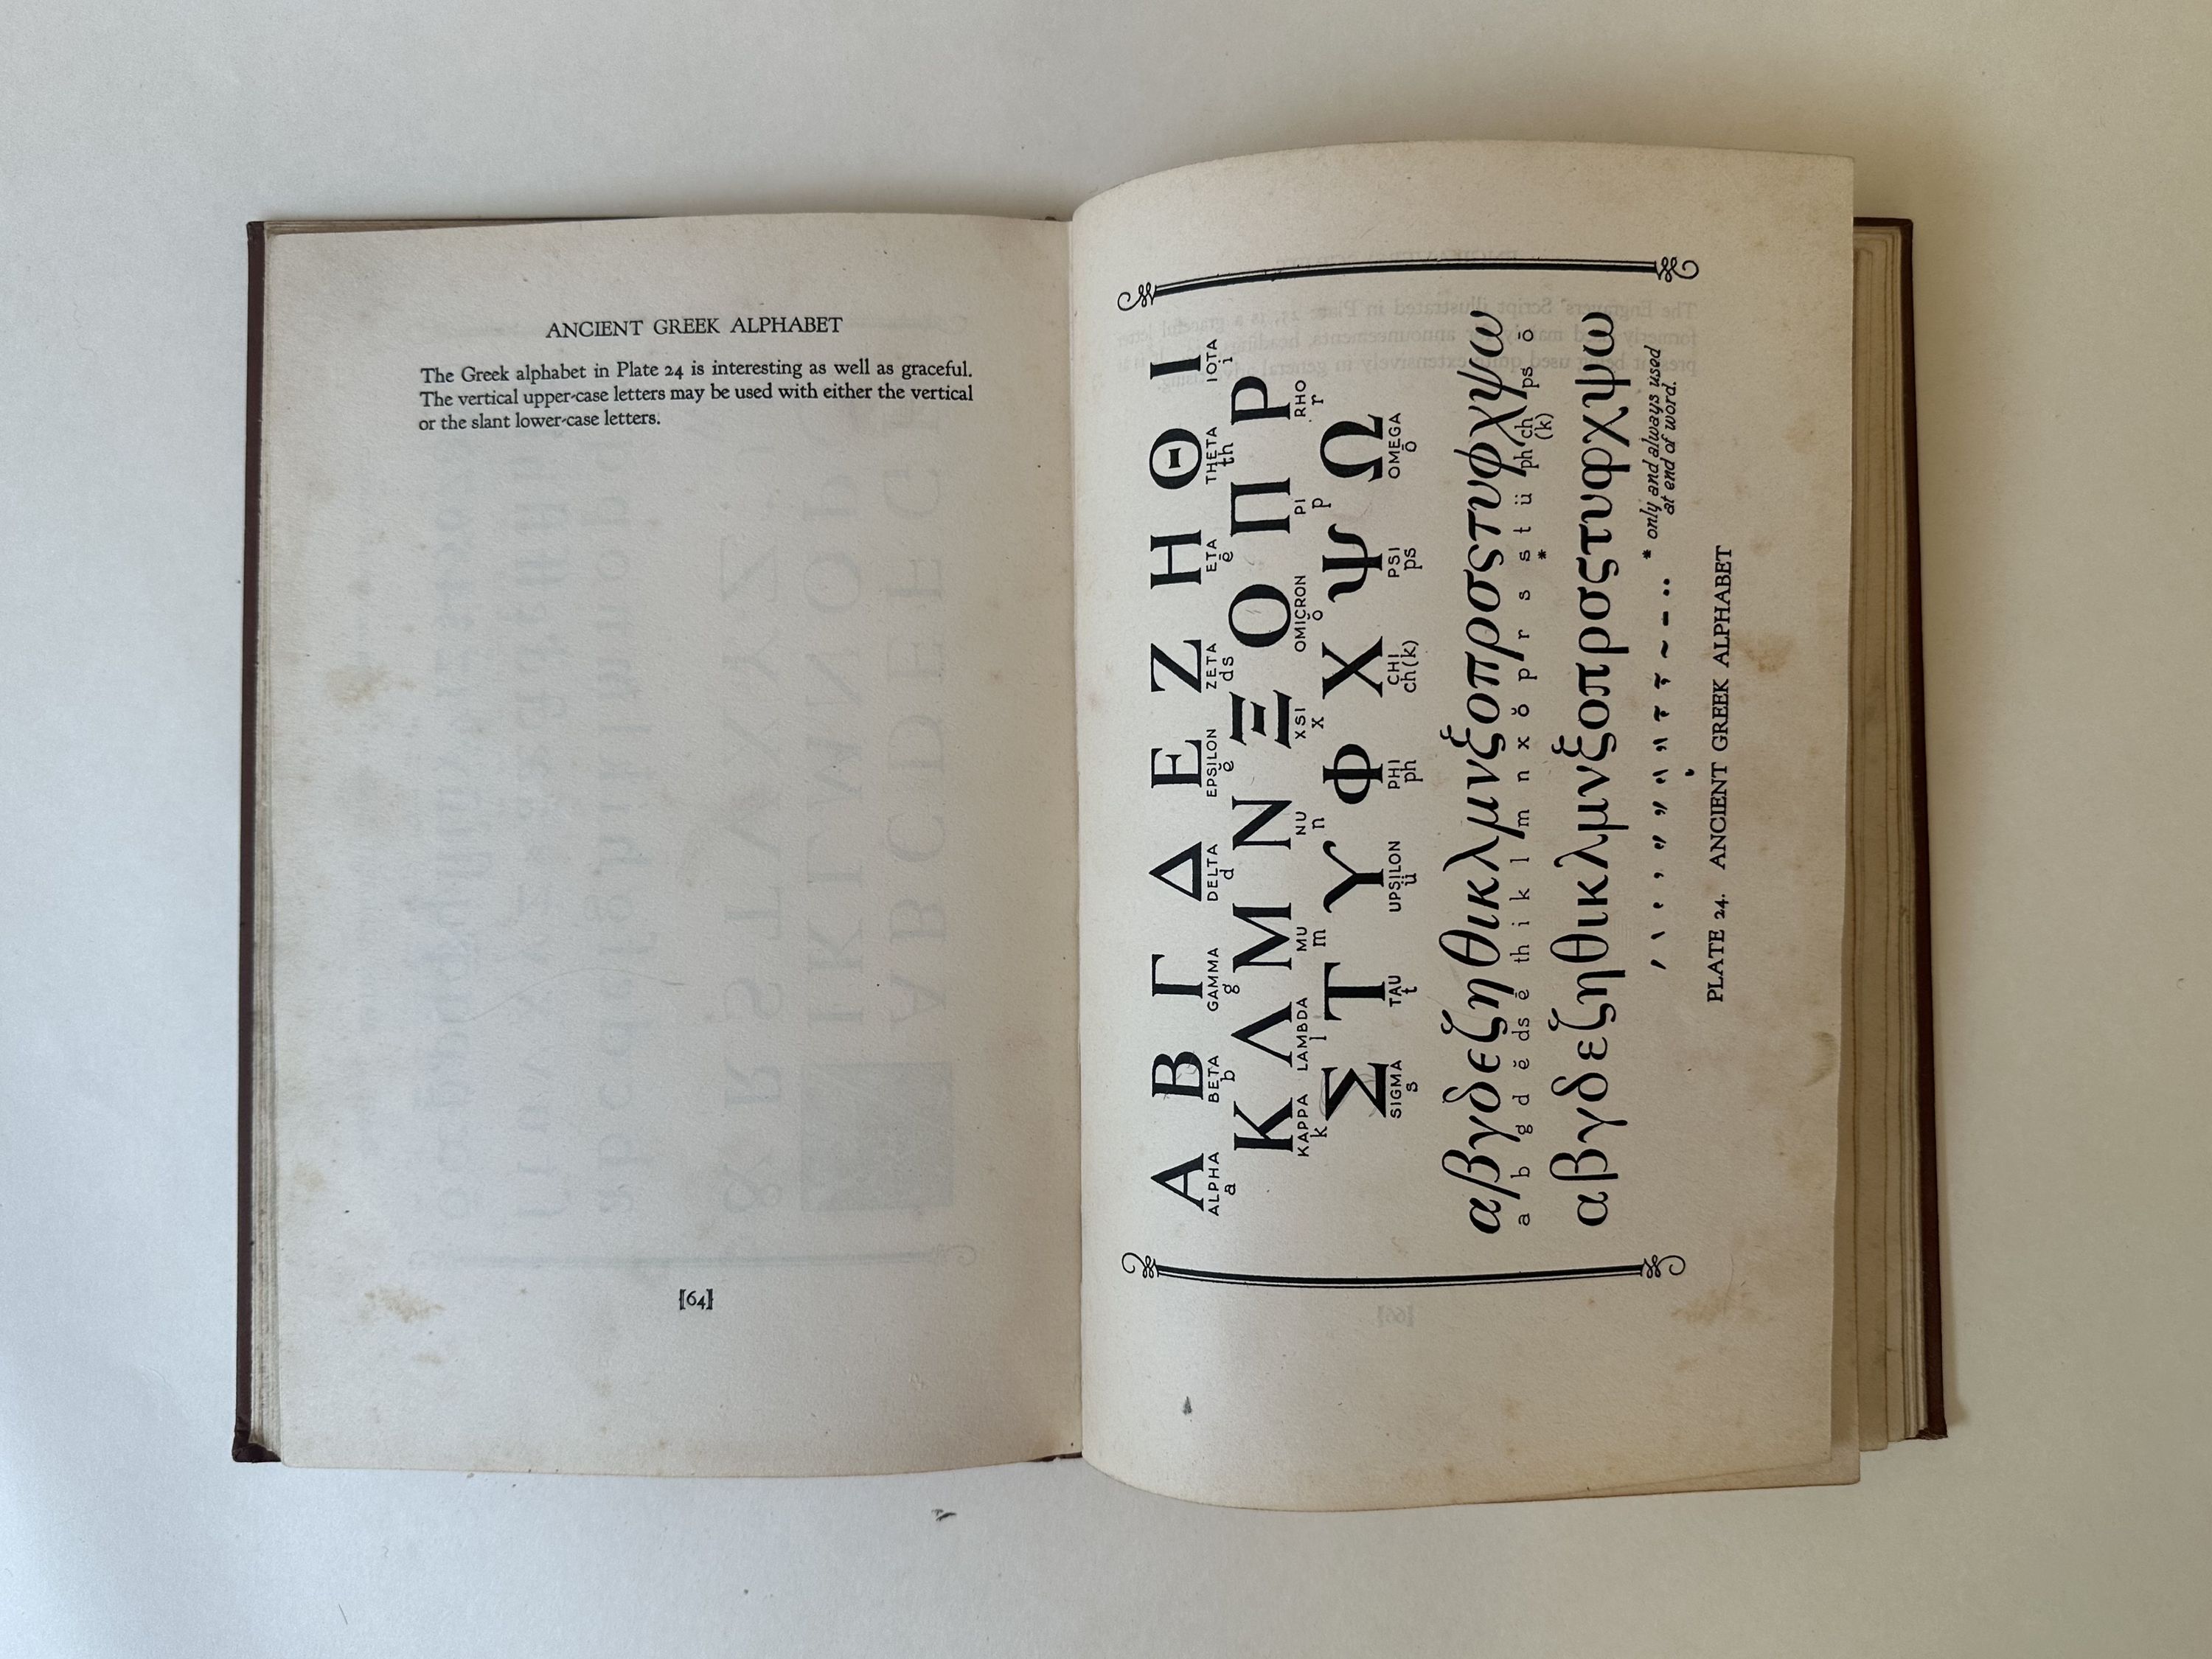 ANCIENT GREEK ALPHABET
The Greek alphabet in Plate 24 is interesting as well as graceful.
The vertical upper-case letters may be used with either the vertical
or the slant lower-case letters.
[64]
Α Β Γ Δ Ε Ζ Η Θ Ι
ALPHA BETA GAMMA DELTA EPSILON ZETA ETA THETA IOTA
a b g d ĕ ds ē th i
Κ Λ Μ Ν Ξ Ο Π Ρ
KAPPA LAMBDA MU NU XSI OMICRON PI RHO
k l m n x ŏ p r
Σ Τ Υ Φ Χ Ψ Ω
SIGMA TAU UPSILON PHI CHI PSI OMEGA
s t ü ph ch(k) ps ō
αβγδεζηθικλμνξοπρσςτυφχψω
a b g d ĕ ds ē th i k l m n x ŏ p r s s* t ü ph ch(k) ps ō
αβγδεζηθικλμνξοπρσςτυφχψω
* only and always used
at end of word.
PLATE 24. ANCIENT GREEK ALPHABET